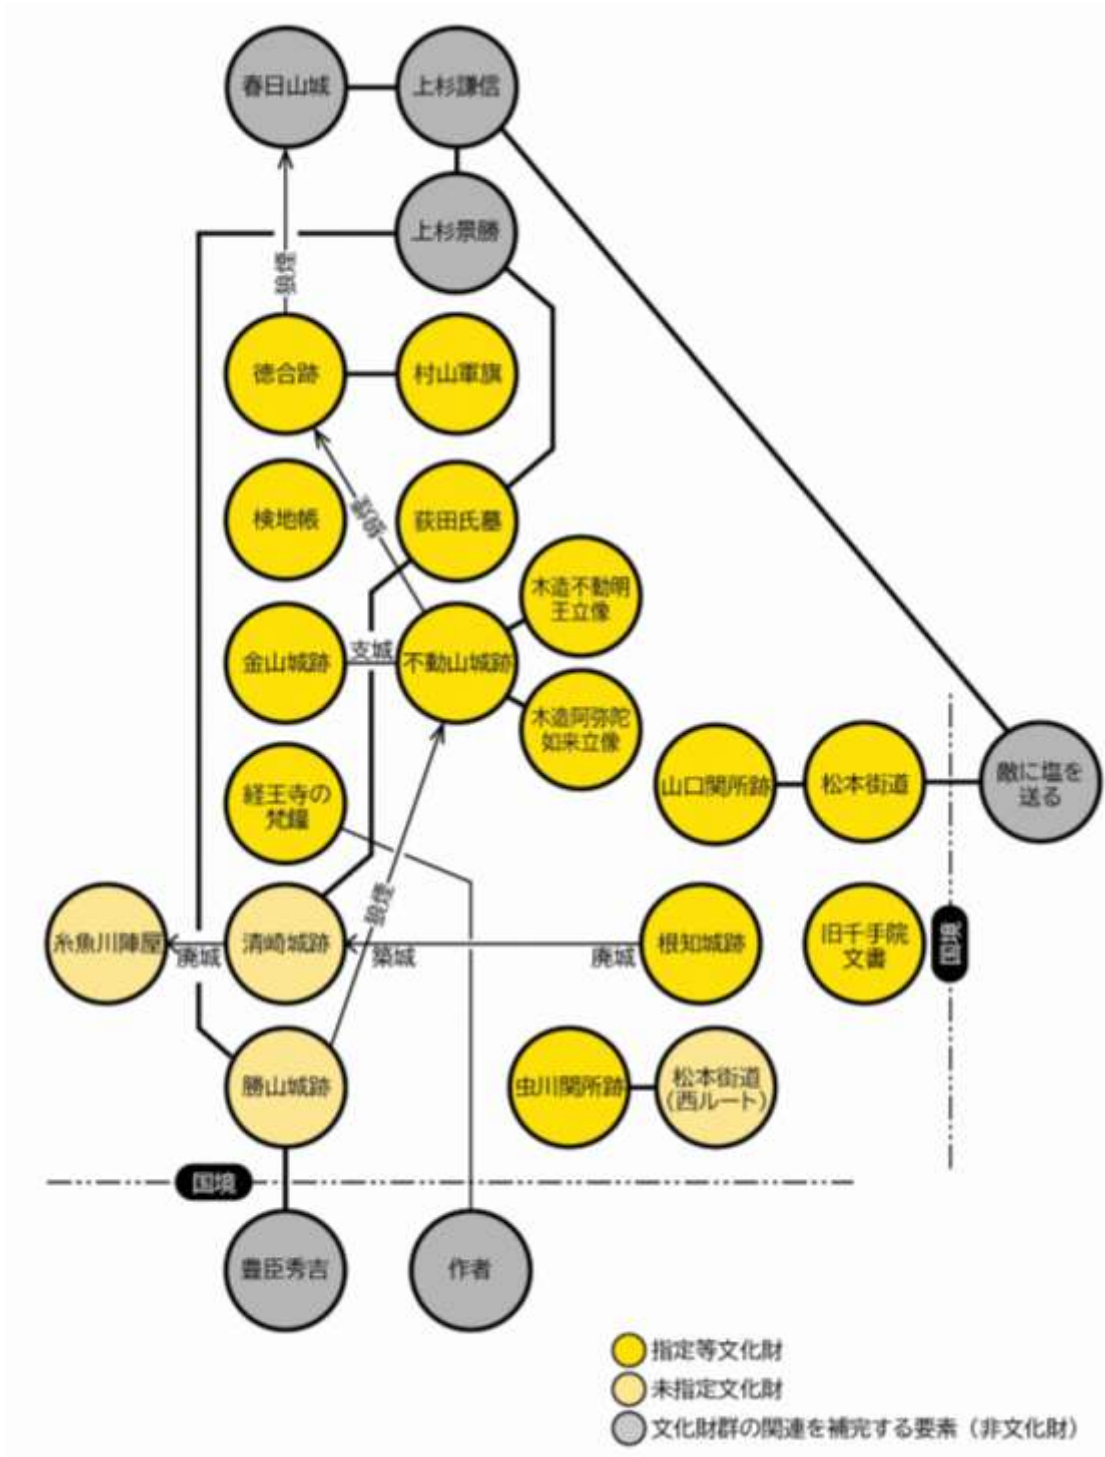 春日山城
上杉謙信
上杉景勝
狼煙
徳合跡
村山軍旗
検地帳
狼煙
荻田氏墓
木造不動明
王立像
金山城跡
支城
不動山城跡
木造阿弥陀
如来立像
経王寺の
梵鐘
山口関所跡
松本街道
敵に塩を
送る
狼煙
糸魚川陣屋
廃城
清崎城跡
築城
廃城
根知城跡
旧千手院
文書
国境
勝山城跡
虫川関所跡
松本街道
（西ルート）
国境
豊臣秀吉
作者
指定等文化財
未指定文化財
文化財群の関連を補完する要素（非文化財）